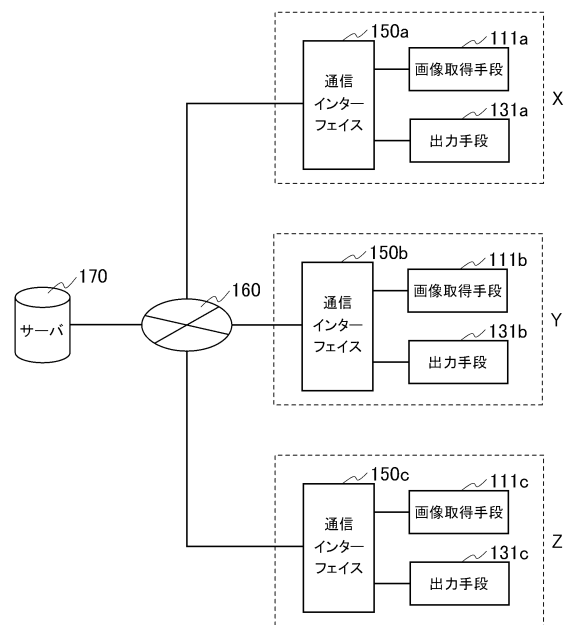 150a
111a
通信
インター
フェイス
画像取得手段
131a
出力手段
X
170
サーバ
160
150b
111b
通信
インター
フェイス
画像取得手段
131b
出力手段
Y
150c
111c
通信
インター
フェイス
画像取得手段
131c
出力手段
Z